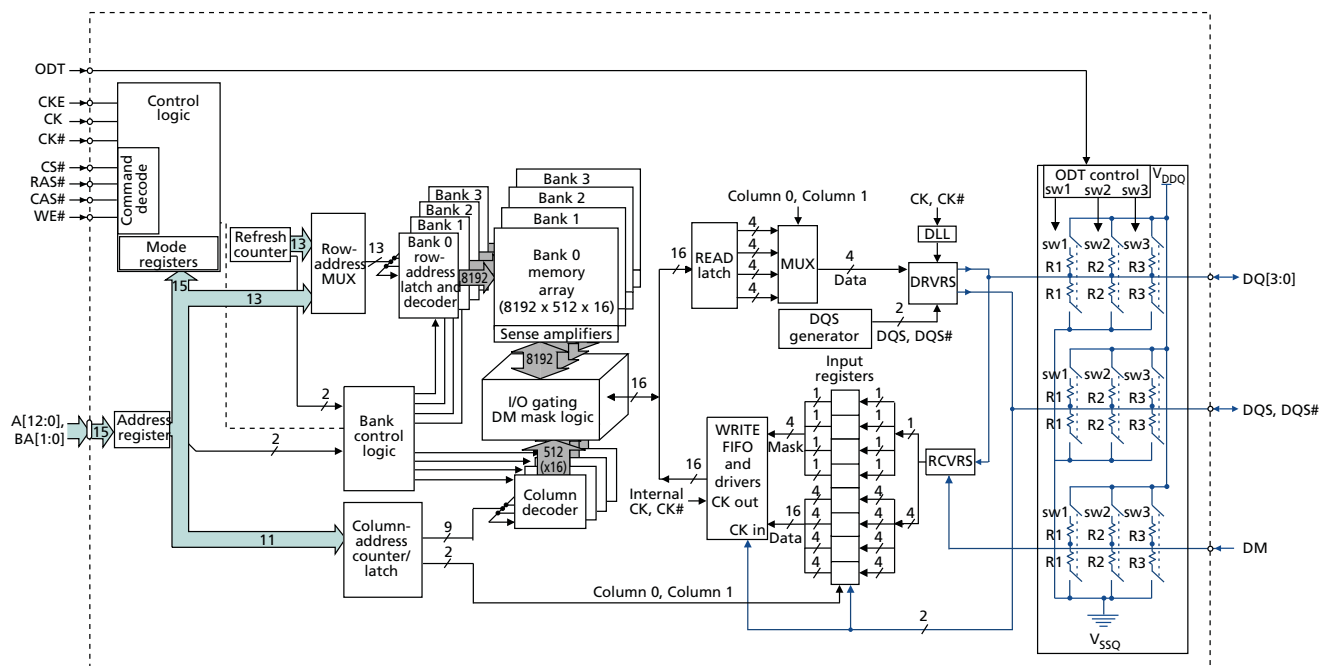 ODT
CKE
CK
CK#
CS#
RAS#
CAS#
WE#
Control
logic
Command
decode
Mode
registers
15
Refresh
counter
13
Row-
address
MUX
13
13
Bank 3
Bank 2
Bank 1
Bank 0
row-
address
latch and
decoder
8192
Bank 3
Bank 2
Bank 1
Bank 0
memory
array
(8192 x 512 x 16)
Sense amplifiers
8192
I/O gating
DM mask logic
16
512
(x16)
Column
decoder
A[12:0]
BA[1:0]
15
Address
register
2
2
Bank
control
logic
11
Column-
address
counter/
latch
9
2
Column 0, Column 1
16
READ
latch
4
4
4
4
Column 0, Column 1
MUX
4
Data
CK, CK#
DLL
DRVRS
DQS
generator
2
DQS, DQS#
Input
registers
16
Internal
CK, CK#
WRITE
FIFO
and
drivers
CK out
CK in
4
Mask
16
Data
1
1
1
1
4
4
4
4
1
1
1
1
4
4
4
4
1
4
RCVRS
2
ODT control
sw1 sw2 sw3
VDDQ
sw1 sw2 sw3
R1 R2 R3
R1 R2 R3
sw1 sw2 sw3
R1 R2 R3
R1 R2 R3
sw1 sw2 sw3
R1 R2 R3
R1 R2 R3
VSSQ
DQ[3:0]
DQS, DQS#
DM